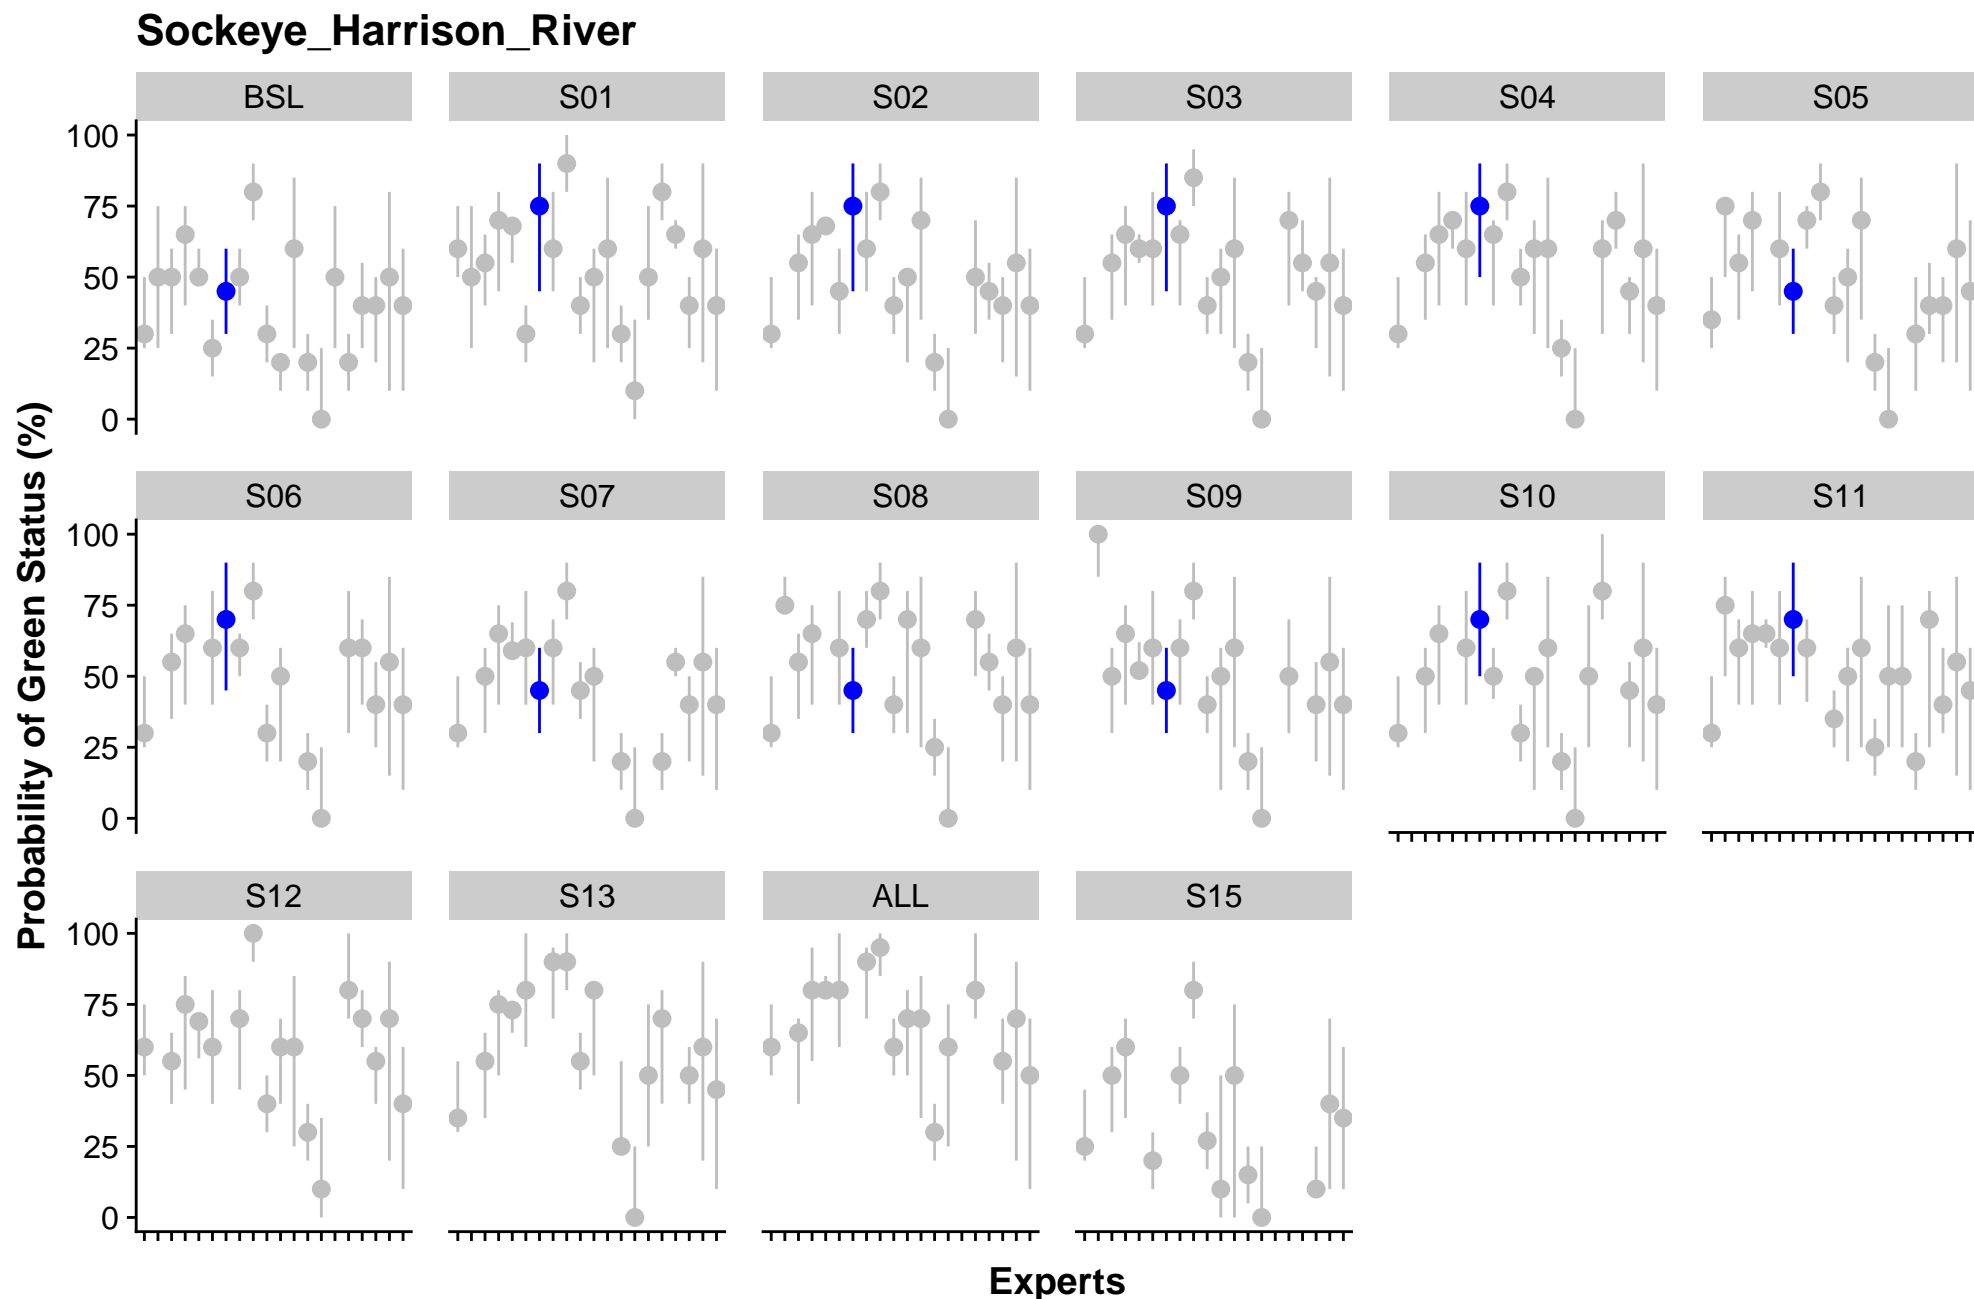 Sockeye_Harrison_River
BSL S01 S02 S03 S04 S05
100
75
50
25
0
S06 S07 S08 S09 S10 S11
100
75
50
25
0
S12 S13 ALL S15
100
75
50
25
0
Probability of Green Status (%)
Experts